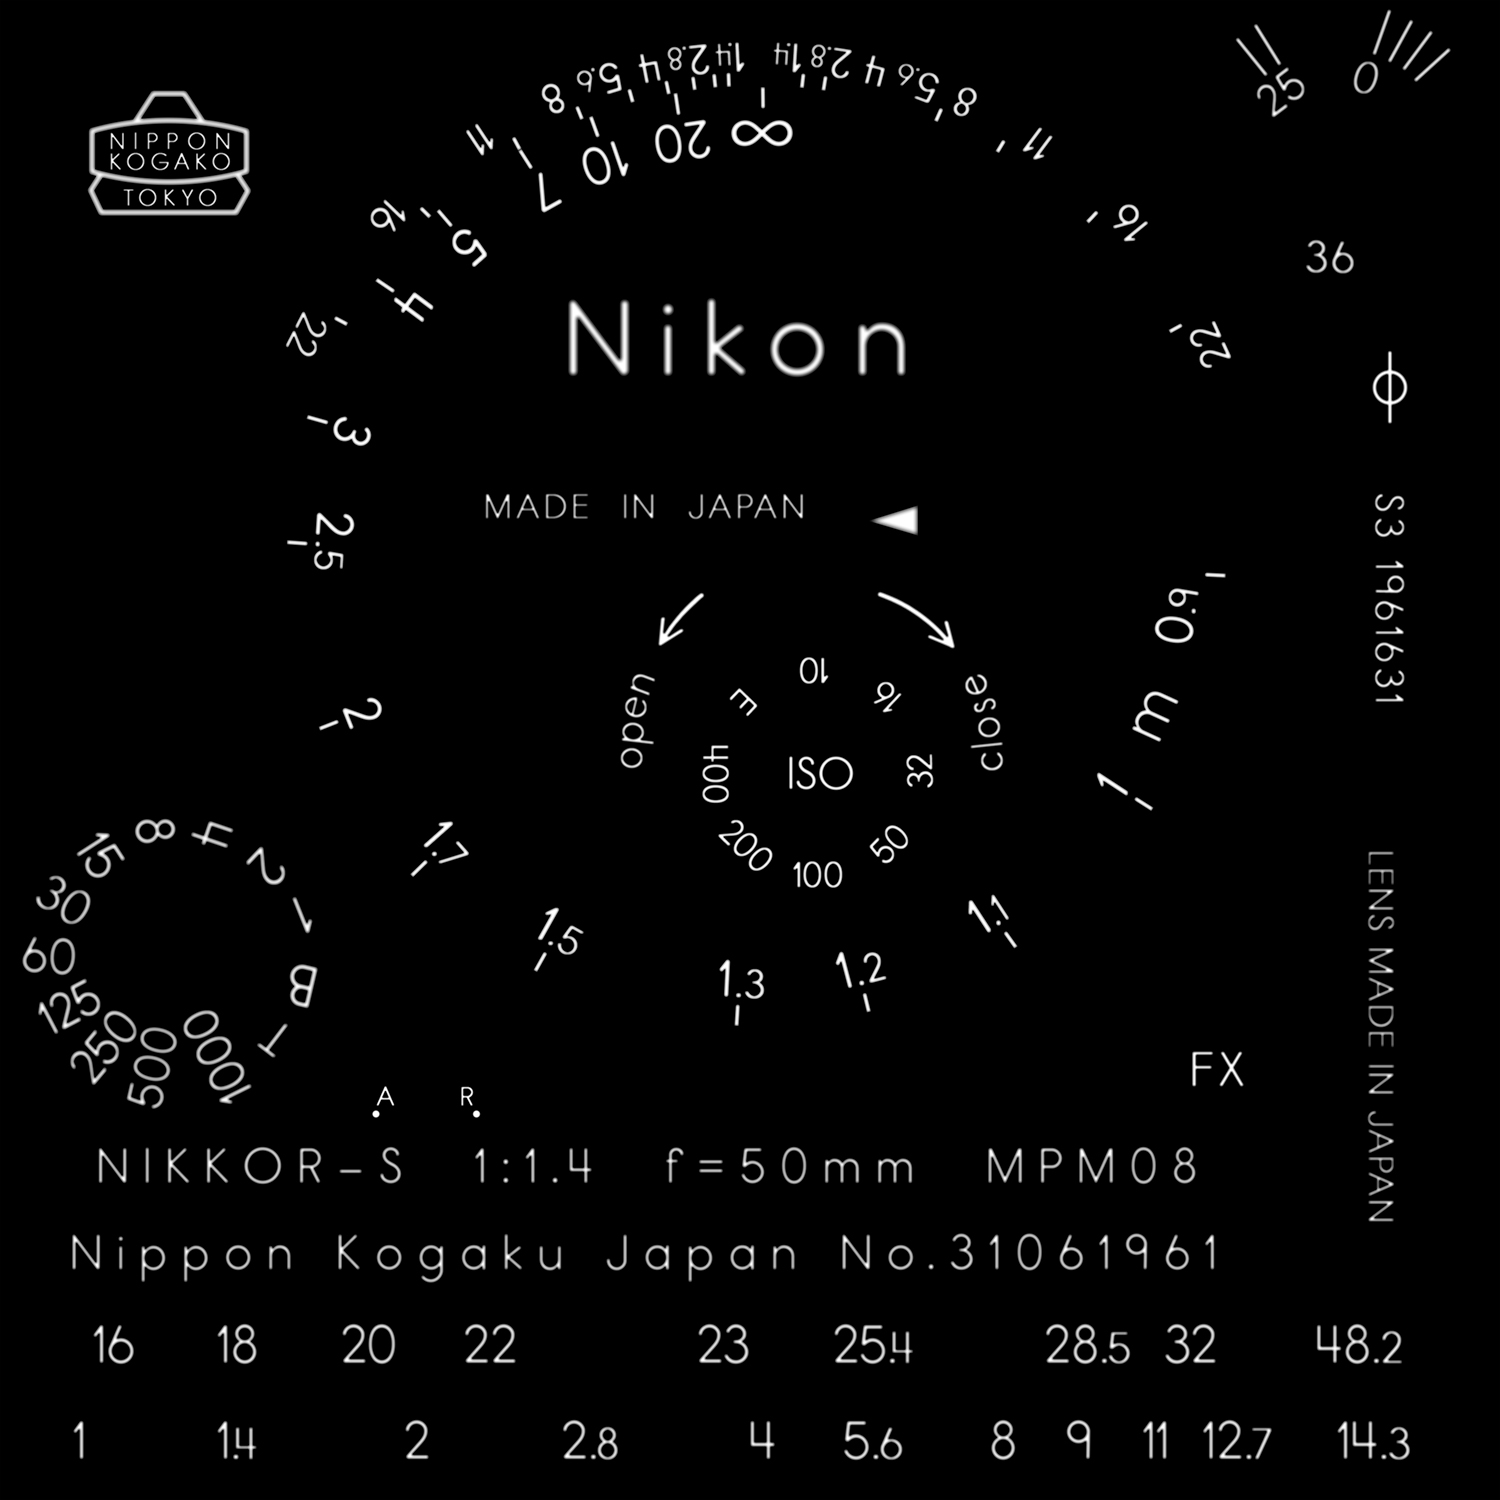 NIPPON
KOGAKO
TOKYO
22 16 11 8 5.6 4 2.8 1.4 1.4 2.8 4 5.6 8 11 16 22
∞ 20 10 7 5 4 3 2.5 2 1.7 1.5 1.3 1.2 1.1 1 m 0.9
25 0
36
Nikon
MADE IN JAPAN
open
close
E 10 16 32 50 100 200 400
ISO
S3 1961631
LENS MADE IN JAPAN
T B 1 2 4 8 15 30 60 125 250 500 1000
A R
FX
NIKKOR-S 1:1.4 f=50mm MPM08
Nippon Kogaku Japan No.31061961
16 18 20 22 23 25.4 28.5 32 48.2
1 1.4 2 2.8 4 5.6 8 9 11 12.7 14.3